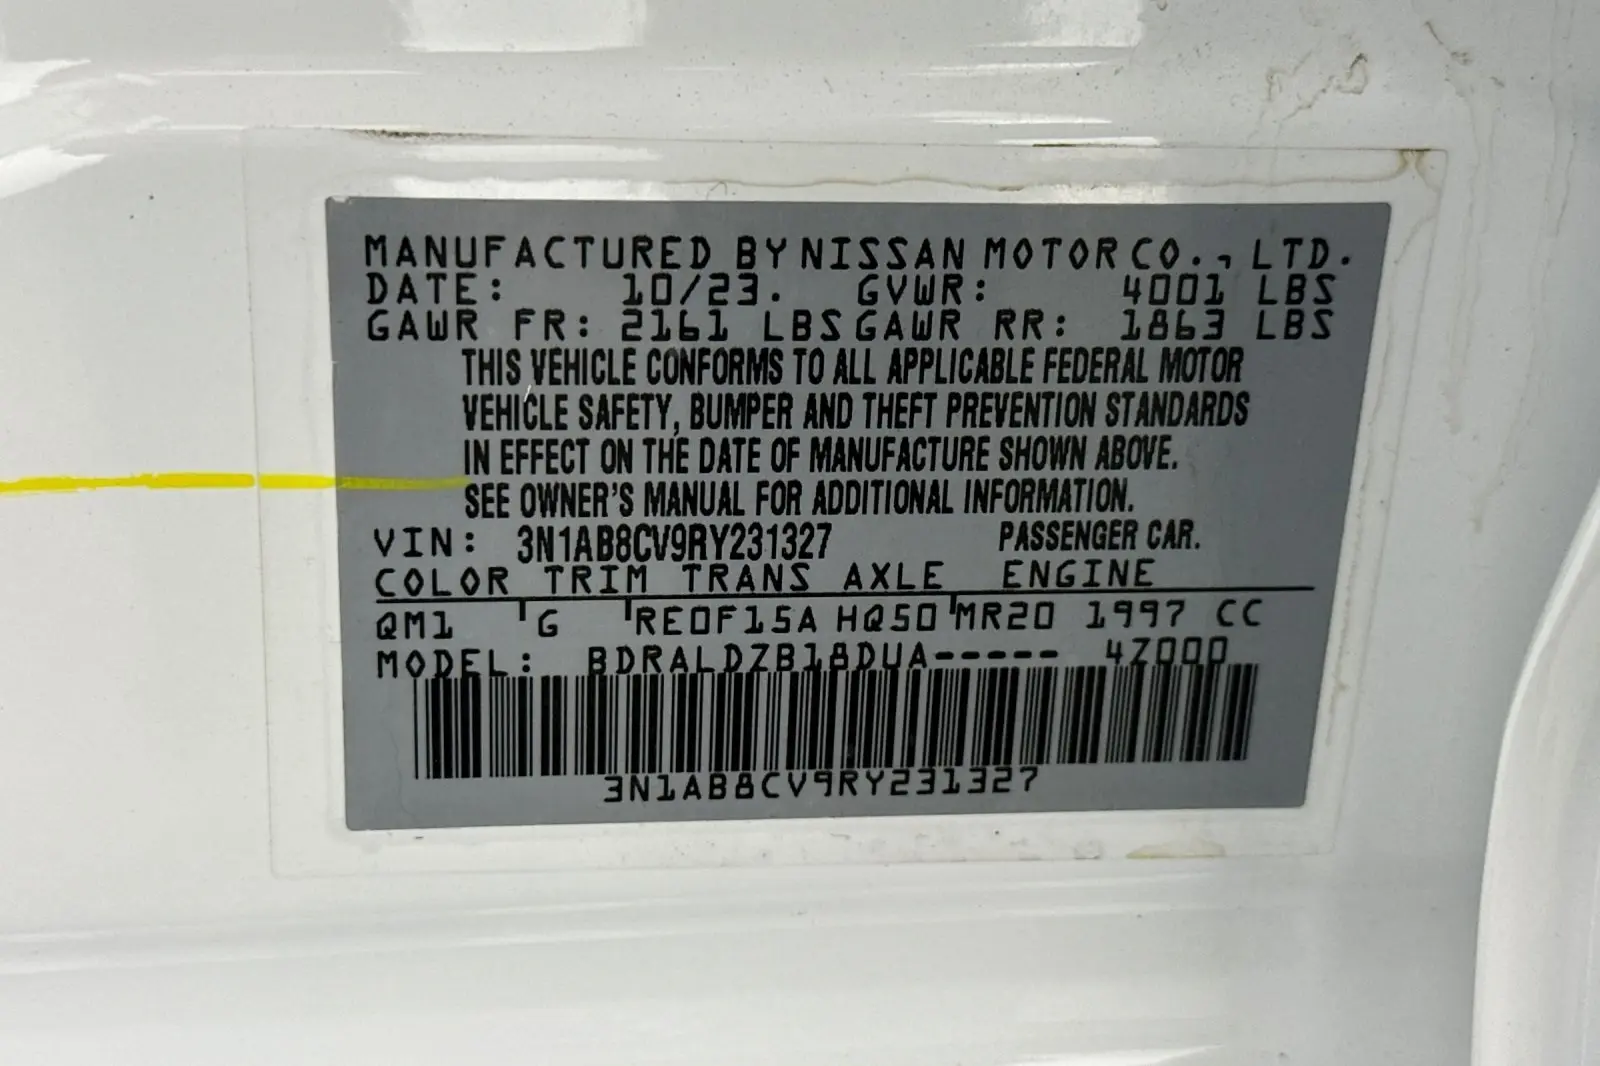 MANUFACTURED BY NISSAN MOTOR CO., LTD.
DATE: 10/23. GVWR: 4001 LBS
GAWR FR: 2161 LBS GAWR RR: 1863 LBS
THIS VEHICLE CONFORMS TO ALL APPLICABLE FEDERAL MOTOR
VEHICLE SAFETY, BUMPER AND THEFT PREVENTION STANDARDS
IN EFFECT ON THE DATE OF MANUFACTURE SHOWN ABOVE.
SEE OWNER'S MANUAL FOR ADDITIONAL INFORMATION.
VIN: 3N1AB8CV9RY231327 PASSENGER CAR.
COLOR TRIM TRANS AXLE ENGINE
QM1 G RE0F15A HQ50 MR20 1997 CC
MODEL: BDRALDZB18DUA----- 4Z000
3N1AB8CV9RY231327